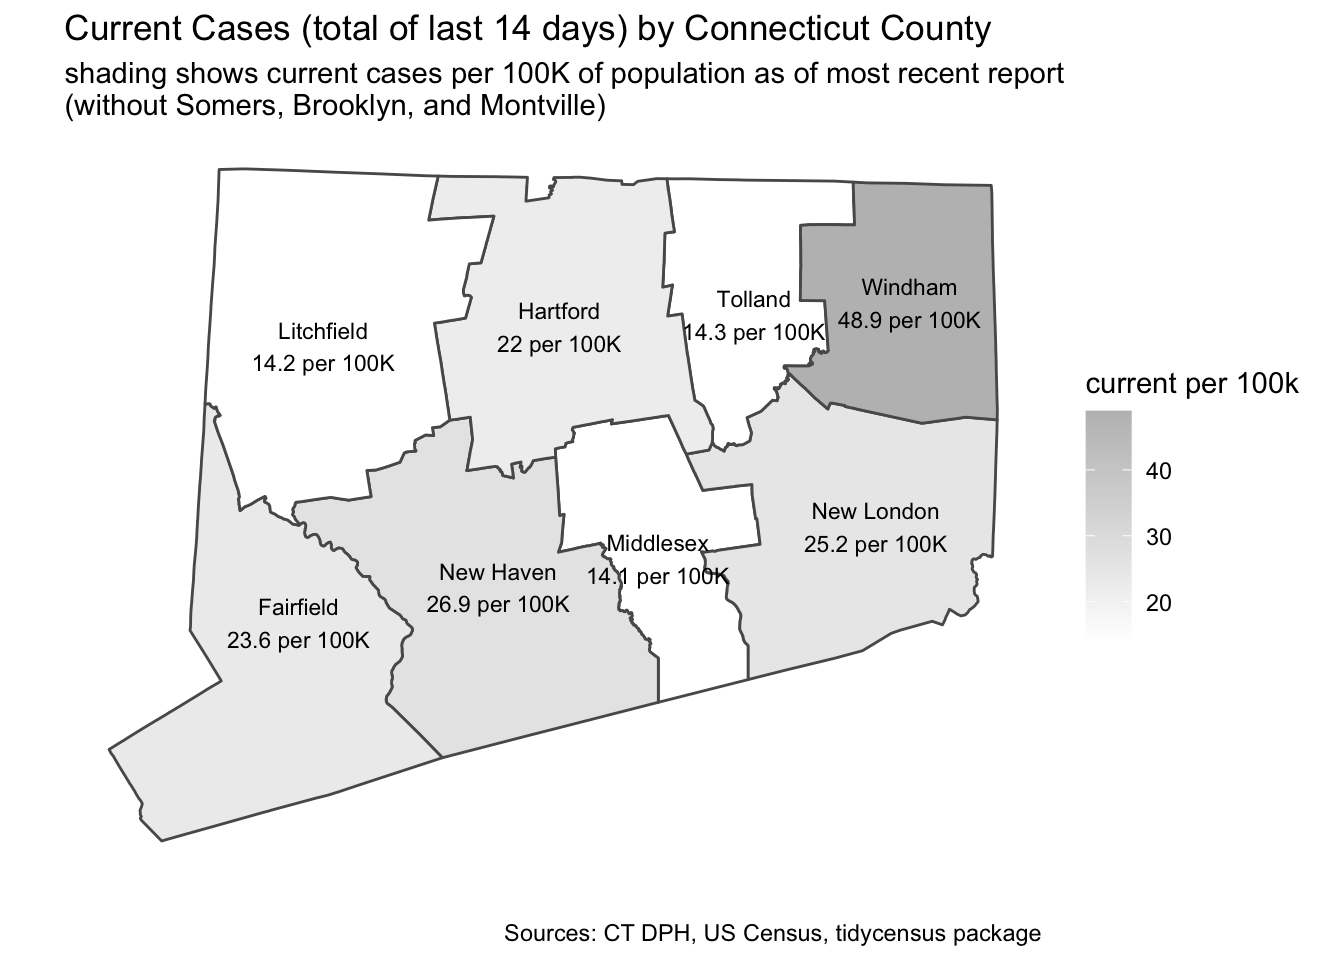 Current Cases (total of last 14 days) by Connecticut County
shading shows current cases per 100K of population as of most recent report
(without Somers, Brooklyn, and Montville)
Litchfield
14.2 per 100K
Hartford
22 per 100K
Tolland
14.3 per 100K
Windham
48.9 per 100K
Fairfield
23.6 per 100K
New Haven
26.9 per 100K
Middlesex
14.1 per 100K
New London
25.2 per 100K
current per 100k
40
30
20
Sources: CT DPH, US Census, tidycensus package